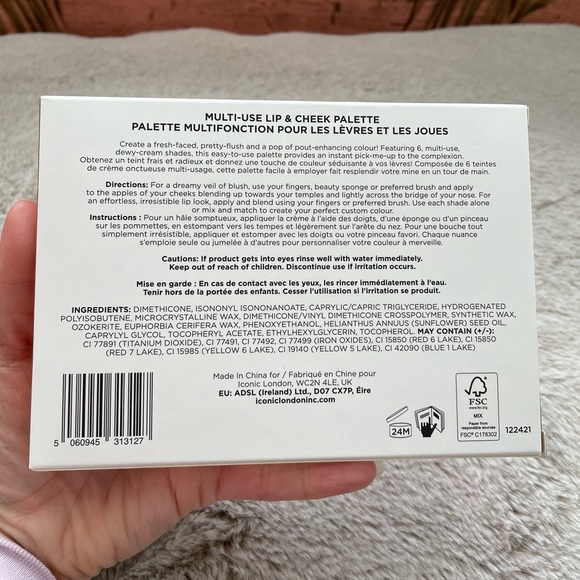 MULTI-USE LIP & CHEEK PALETTE
PALETTE MULTIFONCTION POUR LES LÈVRES ET LES JOUES
Create a fresh-faced, pretty-flush and a pop of pout-enhancing colour! Featuring 6, multi-use,
dewy-cream shades, this easy-to-use palette provides an instant pick-me-up to the complexion.
Obtenez un teint frais et radieux et donnez une touche de couleur séduisante à vos lèvres! Composée de 6 teintes
de crème onctueuse multi-usage, cette palette facile à employer fait resplendir votre mine en un tour de main.
Directions: For a dreamy veil of blush, use your fingers, beauty sponge or preferred brush and apply
to the apples of your cheeks blending up towards your temples and lightly across the bridge of your nose. For
an effortless, irresistible lip look, apply and blend using your fingers or preferred brush. Use each shade alone
or mix and match to create your perfect custom colour.
Instructions : Pour un hâle somptueux, appliquer la crème à l'aide des doigts, d'une éponge ou d'un pinceau
sur les pommettes, en estompant vers les tempes et légèrement sur l'arête du nez. Pour une bouche
simplement irrésistible, appliquer et estomper avec les doigts ou votre pinceau favori. Chaque nuance
s'emploie seule ou jumelée à d'autres pour personnaliser votre couleur à merveille.
Cautions: If product gets into eyes rinse well with water immediately.
Keep out of reach of children. Discontinue use if irritation occurs.
Mise en garde : En cas de contact avec les yeux, les rincer immédiatement à l'eau.
Tenir hors de la portée des enfants. Cesser l'utilisation si l'irritation se produit.
INGREDIENTS: DIMETHICONE, ISONONYL ISONONANOATE, CAPRYLIC/CAPRIC TRIGLYCERIDE, HYDROGENATED
POLYISOBUTENE, MICROCRYSTALLINE WAX, DIMETHICONE/VINYL DIMETHICONE CROSSPOLYMER, SYNTHETIC WAX,
OZOKERITE, EUPHORBIA CERIFERA WAX, PHENOXYETHANOL, HELIANTHUS ANNUUS (SUNFLOWER) SEED OIL,
CAPRYLYL GLYCOL, TOCOPHERYL ACETATE, ETHYLHEXYLGLYCERIN, TOCOPHEROL. MAY CONTAIN (+/-):
CI 77891 (TITANIUM DIOXIDE), CI 77491, CI 77492, CI 77499 (IRON OXIDES), CI 15850 (RED 6 LAKE), CI 15850
(RED 7 LAKE), CI 15985 (YELLOW 6 LAKE), CI 19140 (YELLOW 5 LAKE), CI 42090 (BLUE 1 LAKE)
Made In China for / Fabriqué en Chine pour
Iconic London, WC2N 4LE, UK
EU: ADSL (Ireland) Ltd., D07 CX7P, Éire
iconiclondoninc.com
5 060945 313127
24M
FSC
www.fsc.org
MIX
Paper from
responsible sources
FSC® C178302
122421